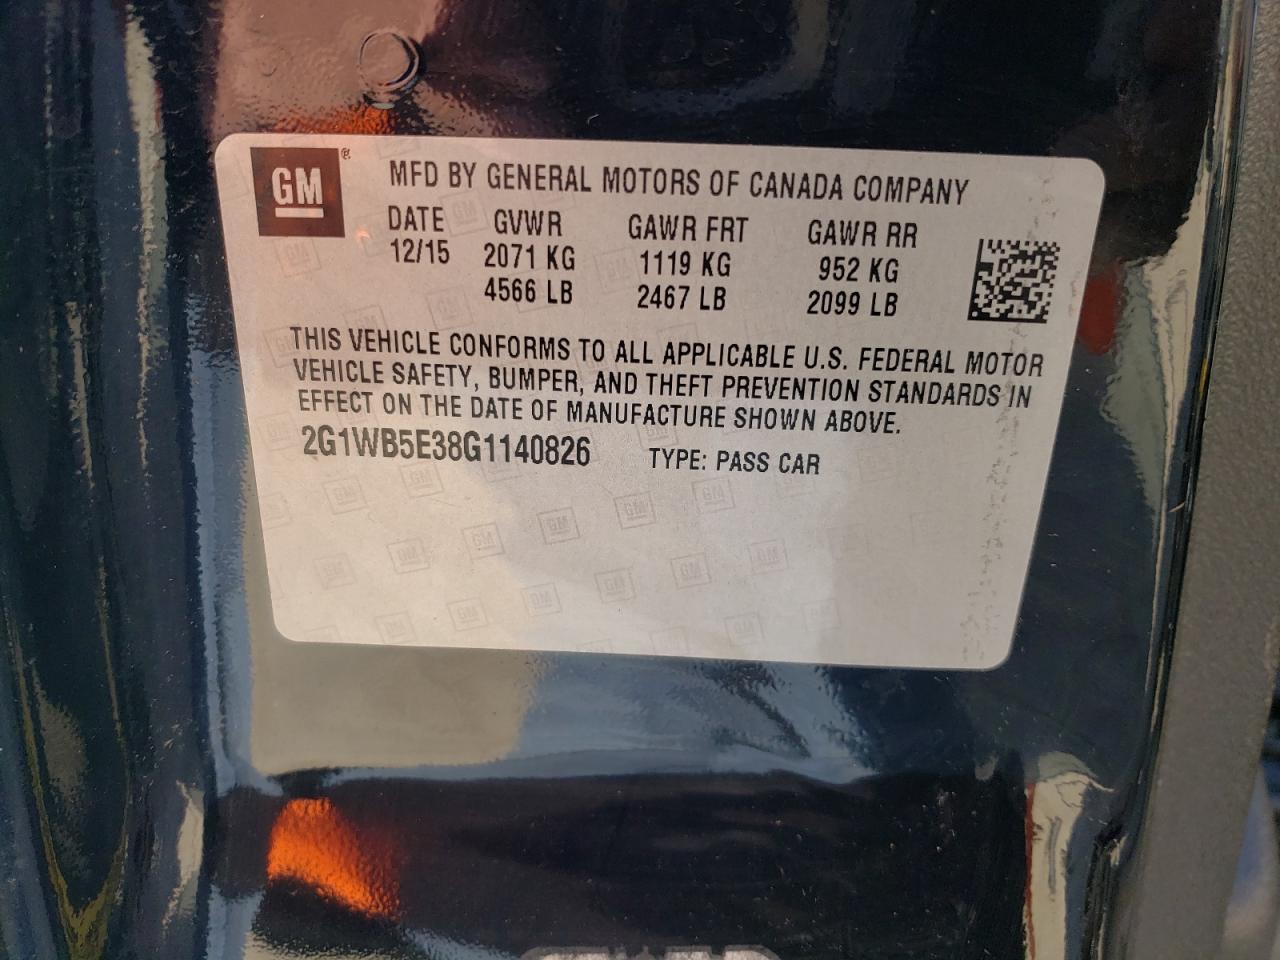 GM ®
MFD BY GENERAL MOTORS OF CANADA COMPANY
DATE GVWR GAWR FRT GAWR RR
12/15 2071 KG 1119 KG 952 KG
4566 LB 2467 LB 2099 LB
THIS VEHICLE CONFORMS TO ALL APPLICABLE U.S. FEDERAL MOTOR
VEHICLE SAFETY, BUMPER, AND THEFT PREVENTION STANDARDS IN
EFFECT ON THE DATE OF MANUFACTURE SHOWN ABOVE.
2G1WB5E38G1140826 TYPE: PASS CAR